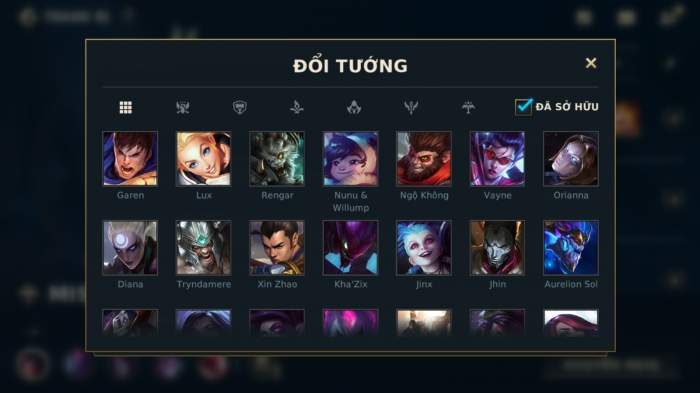 ĐỔI TƯỚNG
ĐÃ SỞ HỮU
Garen
Lux
Rengar
Nunu &
Willump
Ngộ Không
Vayne
Orianna
Diana
Tryndamere
Xin Zhao
Kha'Zix
Jinx
Jhin
Aurelion Sol